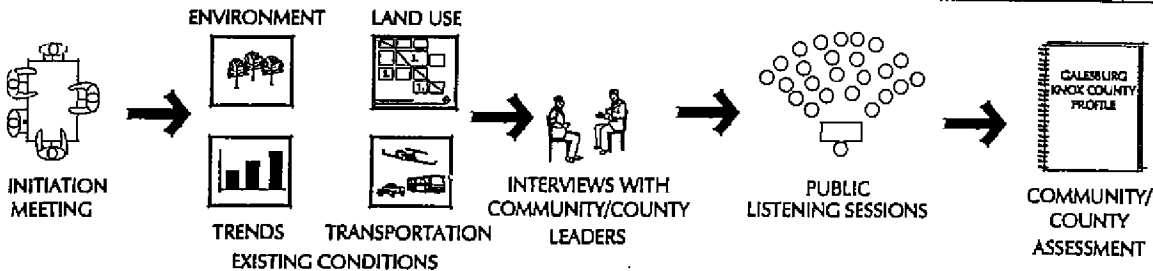 ENVIRONMENT
LAND USE
INITIATION
MEETING
TRENDS
TRANSPORTATION
EXISTING CONDITIONS
INTERVIEWS WITH
COMMUNITY/COUNTY
LEADERS
PUBLIC
LISTENING SESSIONS
GALESBURG
KNOX COUNTY
PROFILE
COMMUNITY/
COUNTY
ASSESSMENT